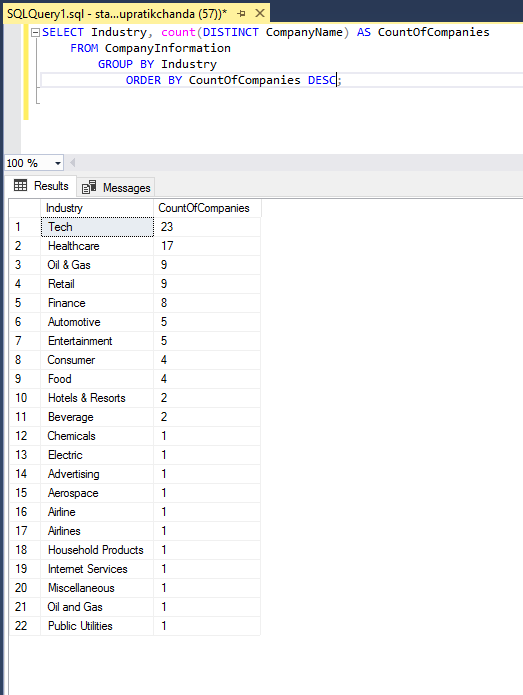 SQLQuery1.sql - sta...upratikchanda (57))*
SELECT Industry, count(DISTINCT CompanyName) AS CountOfCompanies
FROM CompanyInformation
GROUP BY Industry
ORDER BY CountOfCompanies DESC;
100 %
Results Messages
Industry CountOfCompanies
1 Tech 23
2 Healthcare 17
3 Oil & Gas 9
4 Retail 9
5 Finance 8
6 Automotive 5
7 Entertainment 5
8 Consumer 4
9 Food 4
10 Hotels & Resorts 2
11 Beverage 2
12 Chemicals 1
13 Electric 1
14 Advertising 1
15 Aerospace 1
16 Airline 1
17 Airlines 1
18 Household Products 1
19 Internet Services 1
20 Miscellaneous 1
21 Oil and Gas 1
22 Public Utilities 1